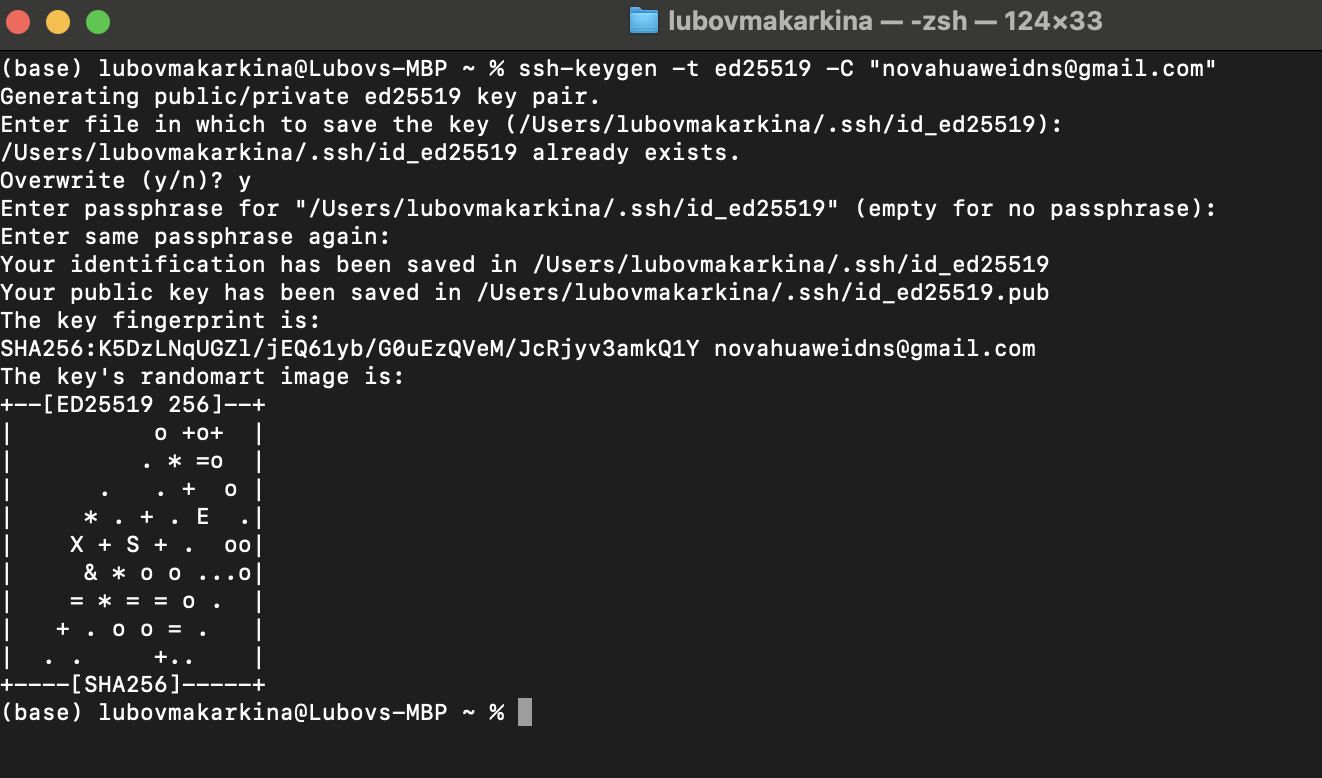 lubovmakarkina — -zsh — 124×33
(base) lubovmakarkina@Lubovs-MBP ~ % ssh-keygen -t ed25519 -C "novahuaweidns@gmail.com"
Generating public/private ed25519 key pair.
Enter file in which to save the key (/Users/lubovmakarkina/.ssh/id_ed25519):
/Users/lubovmakarkina/.ssh/id_ed25519 already exists.
Overwrite (y/n)? y
Enter passphrase for "/Users/lubovmakarkina/.ssh/id_ed25519" (empty for no passphrase):
Enter same passphrase again:
Your identification has been saved in /Users/lubovmakarkina/.ssh/id_ed25519
Your public key has been saved in /Users/lubovmakarkina/.ssh/id_ed25519.pub
The key fingerprint is:
SHA256:K5DzLNqUGZl/jEQ61yb/G0uEzQVeM/JcRjyv3amkQ1Y novahuaweidns@gmail.com
The key's randomart image is:
+--[ED25519 256]--+
|          o +o+  |
|         . * =o  |
|      .   . +  o |
|     * . + . E  .|
|    X + S + .  oo|
|     & * o o ...o|
|    = * = = o .  |
|   + . o o = .   |
|  . .     +..    |
+----[SHA256]-----+
(base) lubovmakarkina@Lubovs-MBP ~ %